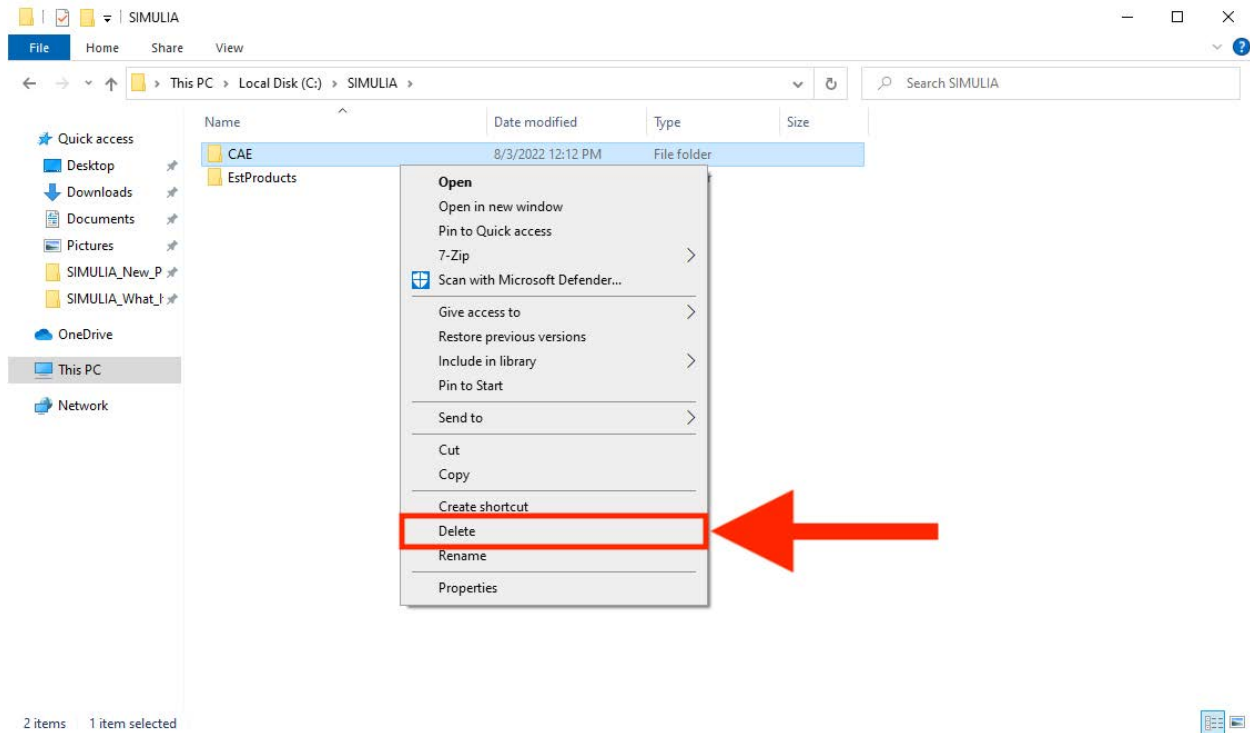 SIMULIA
File Home Share View
This PC Local Disk (C:) SIMULIA Search SIMULIA
Name Date modified Type Size
Quick access
Desktop
Downloads
Documents
Pictures
SIMULIA_New_P
SIMULIA_What_I
OneDrive
This PC
Network
CAE 8/3/2022 12:12 PM File folder
EstProducts
Open
Open in new window
Pin to Quick access
7-Zip
Scan with Microsoft Defender...
Give access to
Restore previous versions
Include in library
Pin to Start
Send to
Cut
Copy
Create shortcut
Delete
Rename
Properties
2 items 1 item selected